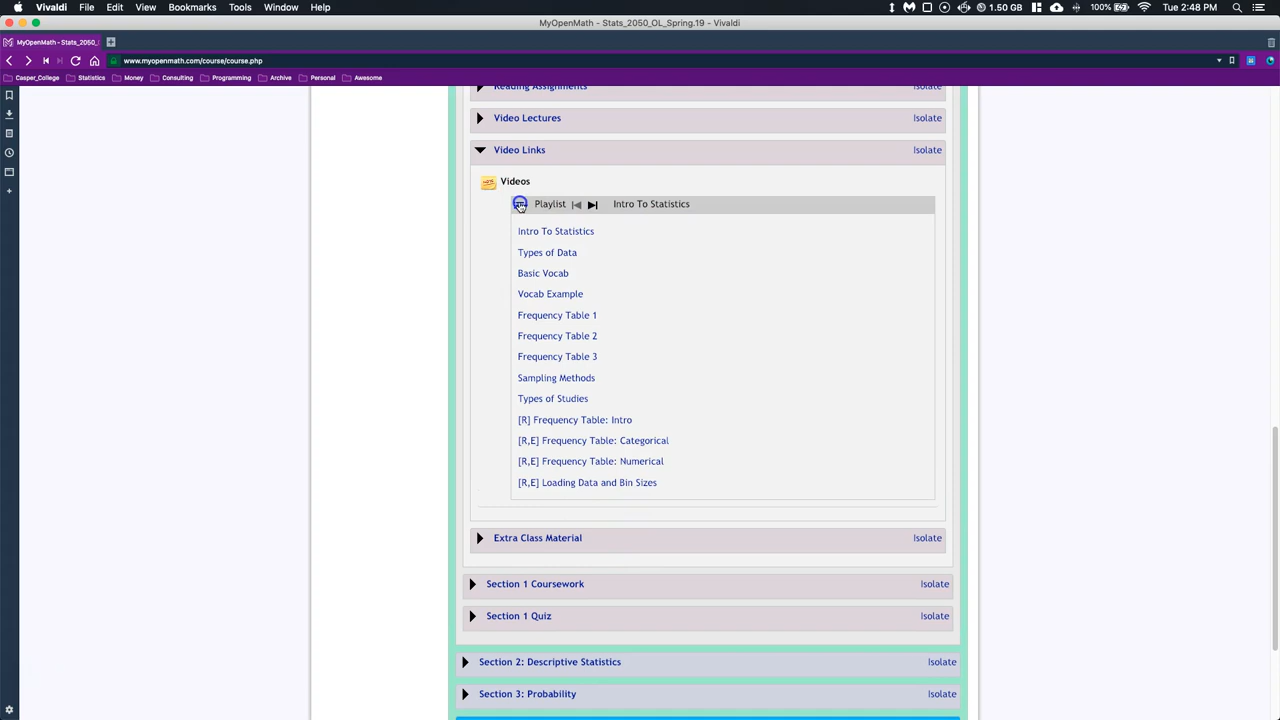 Vivaldi File Edit View Bookmarks Tools Window Help 1.50 GB 100% Tue 2:48 PM
MyOpenMath - Stats_2050_OL_Spring.19 - Vivaldi
MyOpenMath - Stats_2050_
www.myopenmath.com/course/course.php
Casper_College Statistics Money Consulting Programming Archive Personal Awesome
Reading Assignments Isolate
Video Lectures Isolate
Video Links Isolate
Videos
Playlist Intro To Statistics
Intro To Statistics
Types of Data
Basic Vocab
Vocab Example
Frequency Table 1
Frequency Table 2
Frequency Table 3
Sampling Methods
Types of Studies
[R] Frequency Table: Intro
[R,E] Frequency Table: Categorical
[R,E] Frequency Table: Numerical
[R,E] Loading Data and Bin Sizes
Extra Class Material Isolate
Section 1 Coursework Isolate
Section 1 Quiz Isolate
Section 2: Descriptive Statistics Isolate
Section 3: Probability Isolate